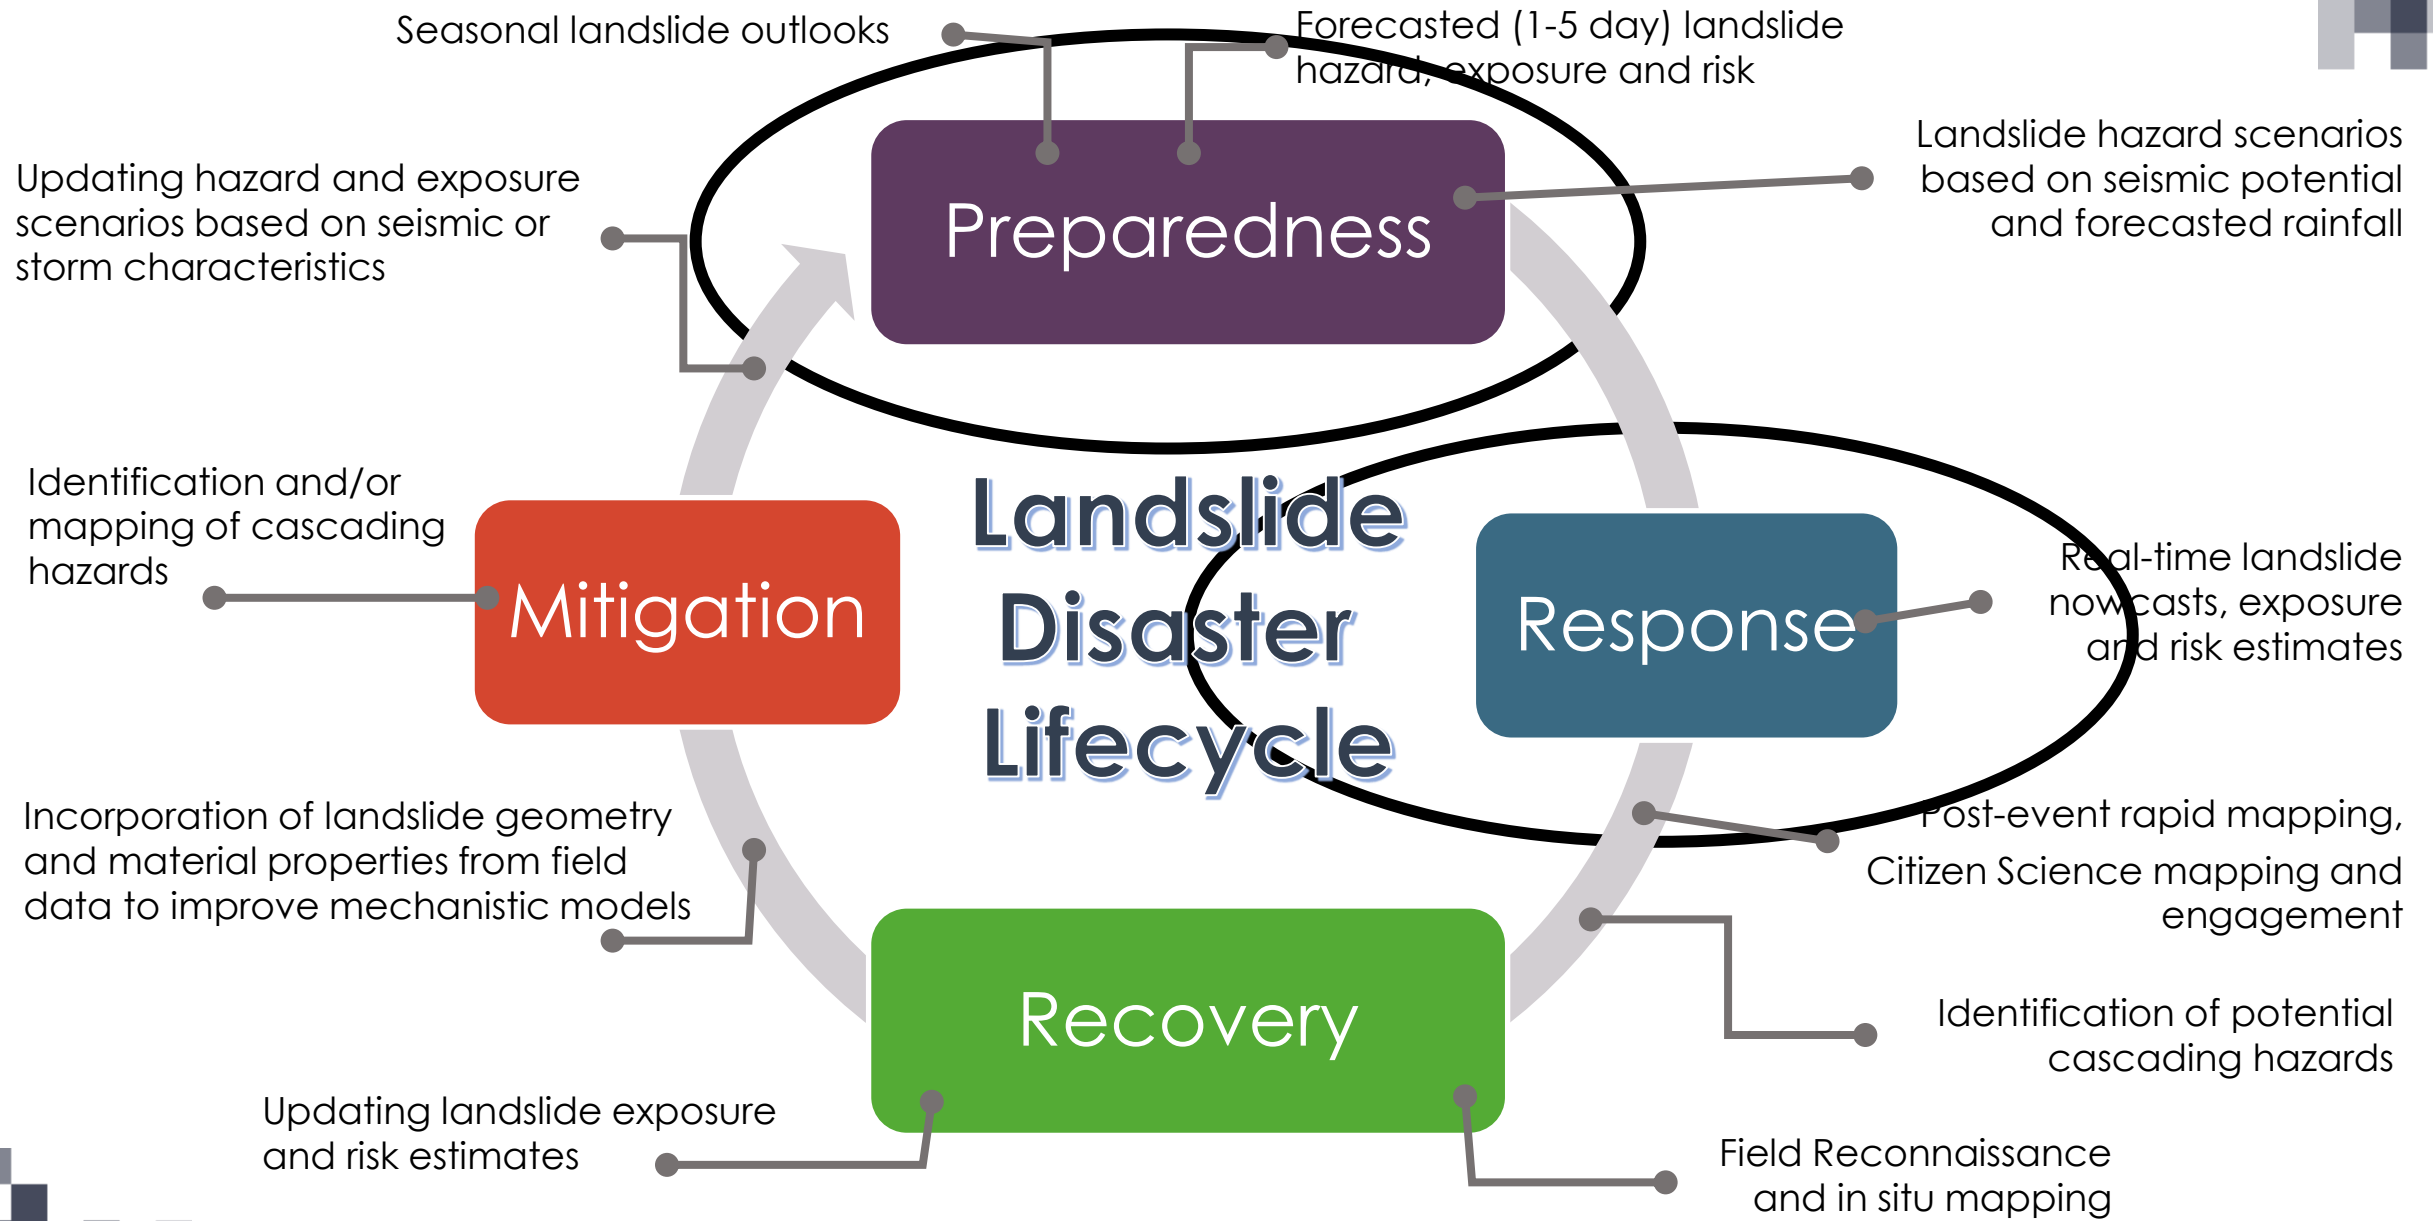 Seasonal landslide outlooks
Forecasted (1-5 day) landslide
hazard, exposure and risk
Landslide hazard scenarios
based on seismic potential
and forecasted rainfall
Updating hazard and exposure
scenarios based on seismic or
storm characteristics
Preparedness
Identification and/or
mapping of cascading
hazards
Mitigation
Landslide
Disaster
Lifecycle
Response
Real-time landslide
nowcasts, exposure
and risk estimates
Incorporation of landslide geometry
and material properties from field
data to improve mechanistic models
Post-event rapid mapping,
Citizen Science mapping and
engagement
Recovery
Identification of potential
cascading hazards
Updating landslide exposure
and risk estimates
Field Reconnaissance
and in situ mapping